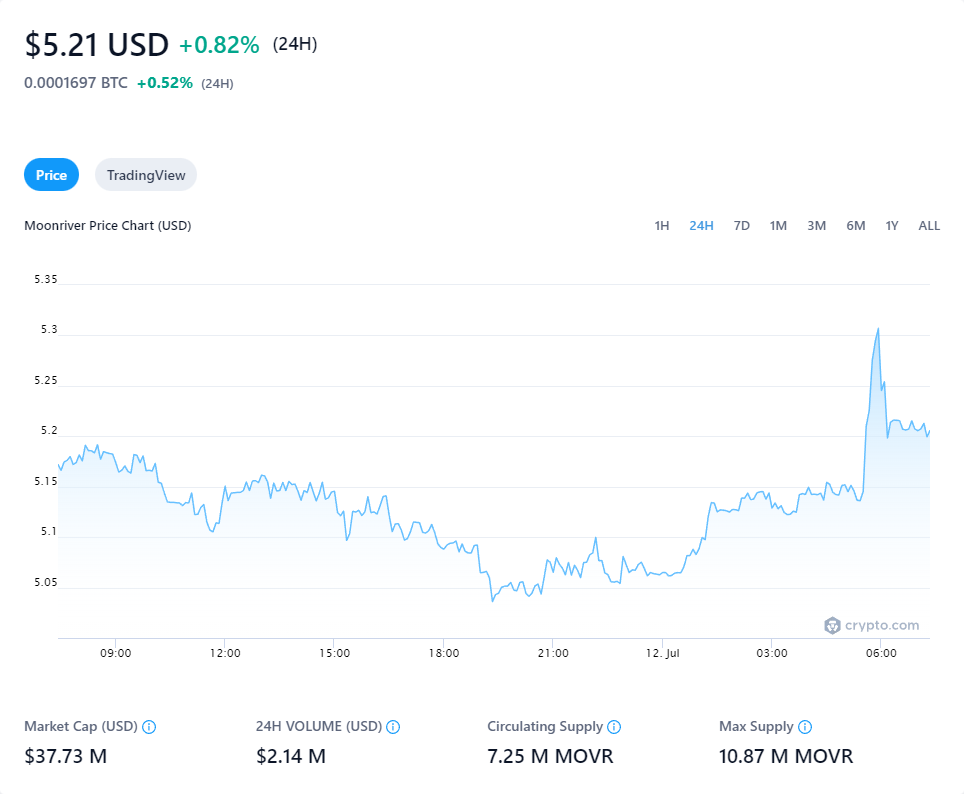 $5.21 USD +0.82% (24H)
0.0001697 BTC +0.52% (24H)
Price TradingView
Moonriver Price Chart (USD) 1H 24H 7D 1M 3M 6M 1Y ALL
5.35
5.3
5.25
5.2
5.15
5.1
5.05
crypto.com
09:00 12:00 15:00 18:00 21:00 12. Jul 03:00 06:00
Market Cap (USD) 24H VOLUME (USD) Circulating Supply Max Supply
$37.73 M $2.14 M 7.25 M MOVR 10.87 M MOVR